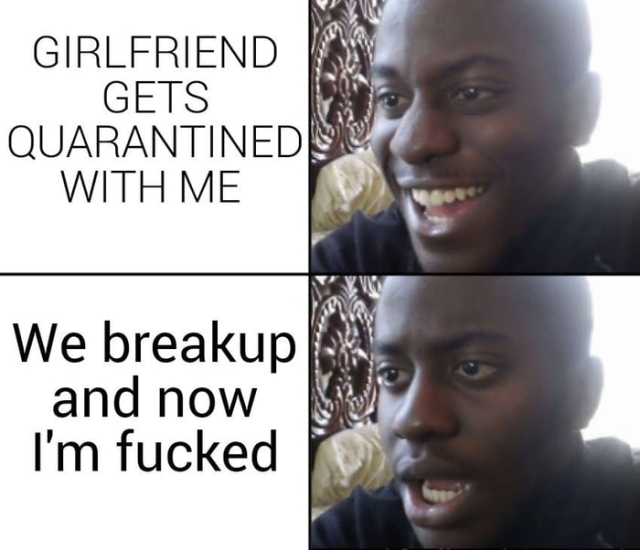 GIRLFRIEND
GETS
QUARANTINED
WITH ME
We breakup
and now
I'm fucked